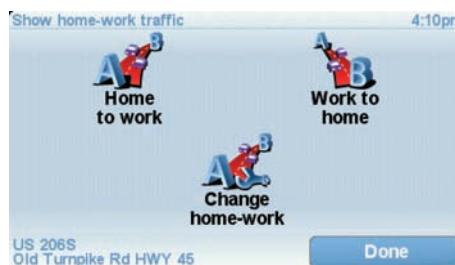 Show home-work traffic
4:10pm
A B
Home
to work
A B
Work to
home
A B
Change
home-work
US 206S
Old Turnpike Rd HWY 45
Done